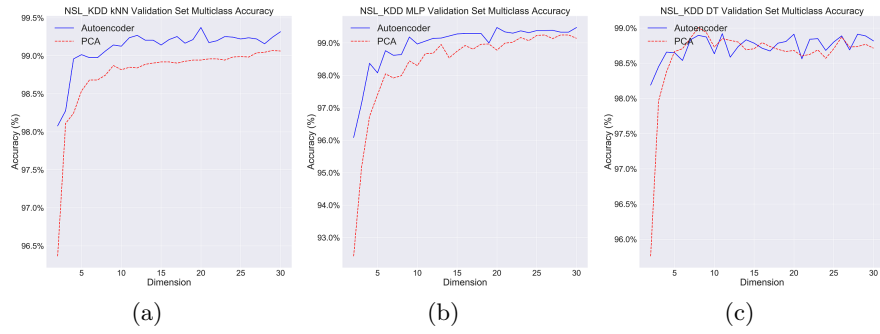 NSL_KDD kNN Validation Set Multiclass Accuracy
Autoencoder
PCA
99.5%
99.0%
98.5%
98.0%
97.5%
97.0%
96.5%
Accuracy (%)
5 10 15 20 25 30
Dimension
(a)
NSL_KDD MLP Validation Set Multiclass Accuracy
Autoencoder
PCA
99.0%
98.0%
97.0%
96.0%
95.0%
94.0%
93.0%
Accuracy (%)
5 10 15 20 25 30
Dimension
(b)
NSL_KDD DT Validation Set Multiclass Accuracy
Autoencoder
PCA
99.0%
98.5%
98.0%
97.5%
97.0%
96.5%
96.0%
Accuracy (%)
5 10 15 20 25 30
Dimension
(c)